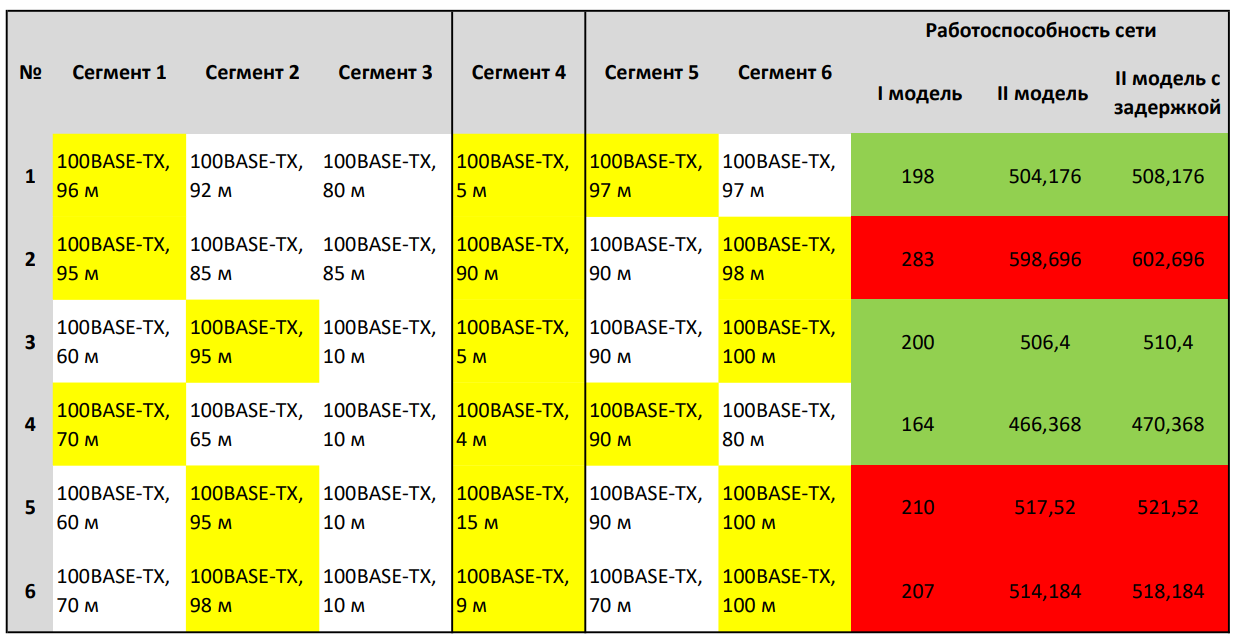 Работоспособность сети
№ Сегмент 1 Сегмент 2 Сегмент 3 Сегмент 4 Сегмент 5 Сегмент 6 I модель II модель II модель с
задержкой
1 100BASE-TX, 100BASE-TX, 100BASE-TX, 100BASE-TX, 100BASE-TX, 100BASE-TX, 198 504,176 508,176
96 м 92 м 80 м 5 м 97 м 97 м
2 100BASE-TX, 100BASE-TX, 100BASE-TX, 100BASE-TX, 100BASE-TX, 100BASE-TX, 283 598,696 602,696
95 м 85 м 85 м 90 м 90 м 98 м
3 100BASE-TX, 100BASE-TX, 100BASE-TX, 100BASE-TX, 100BASE-TX, 100BASE-TX, 200 506,4 510,4
60 м 95 м 10 м 5 м 90 м 100 м
4 100BASE-TX, 100BASE-TX, 100BASE-TX, 100BASE-TX, 100BASE-TX, 100BASE-TX, 164 466,368 470,368
70 м 65 м 10 м 4 м 90 м 80 м
5 100BASE-TX, 100BASE-TX, 100BASE-TX, 100BASE-TX, 100BASE-TX, 100BASE-TX, 210 517,52 521,52
60 м 95 м 10 м 15 м 90 м 100 м
6 100BASE-TX, 100BASE-TX, 100BASE-TX, 100BASE-TX, 100BASE-TX, 100BASE-TX, 207 514,184 518,184
70 м 98 м 10 м 9 м 70 м 100 м